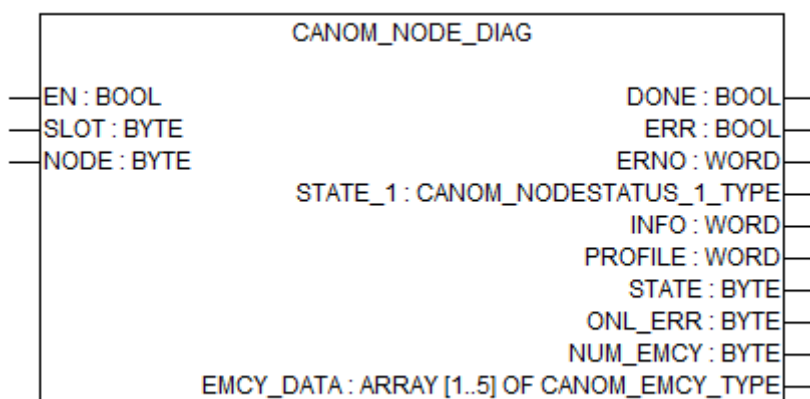 CANOM_NODE_DIAG
EN : BOOL DONE : BOOL
SLOT : BYTE ERR : BOOL
NODE : BYTE ERNO : WORD
STATE_1 : CANOM_NODESTATUS_1_TYPE
INFO : WORD
PROFILE : WORD
STATE : BYTE
ONL_ERR : BYTE
NUM_EMCY : BYTE
EMCY_DATA : ARRAY [1..5] OF CANOM_EMCY_TYPE